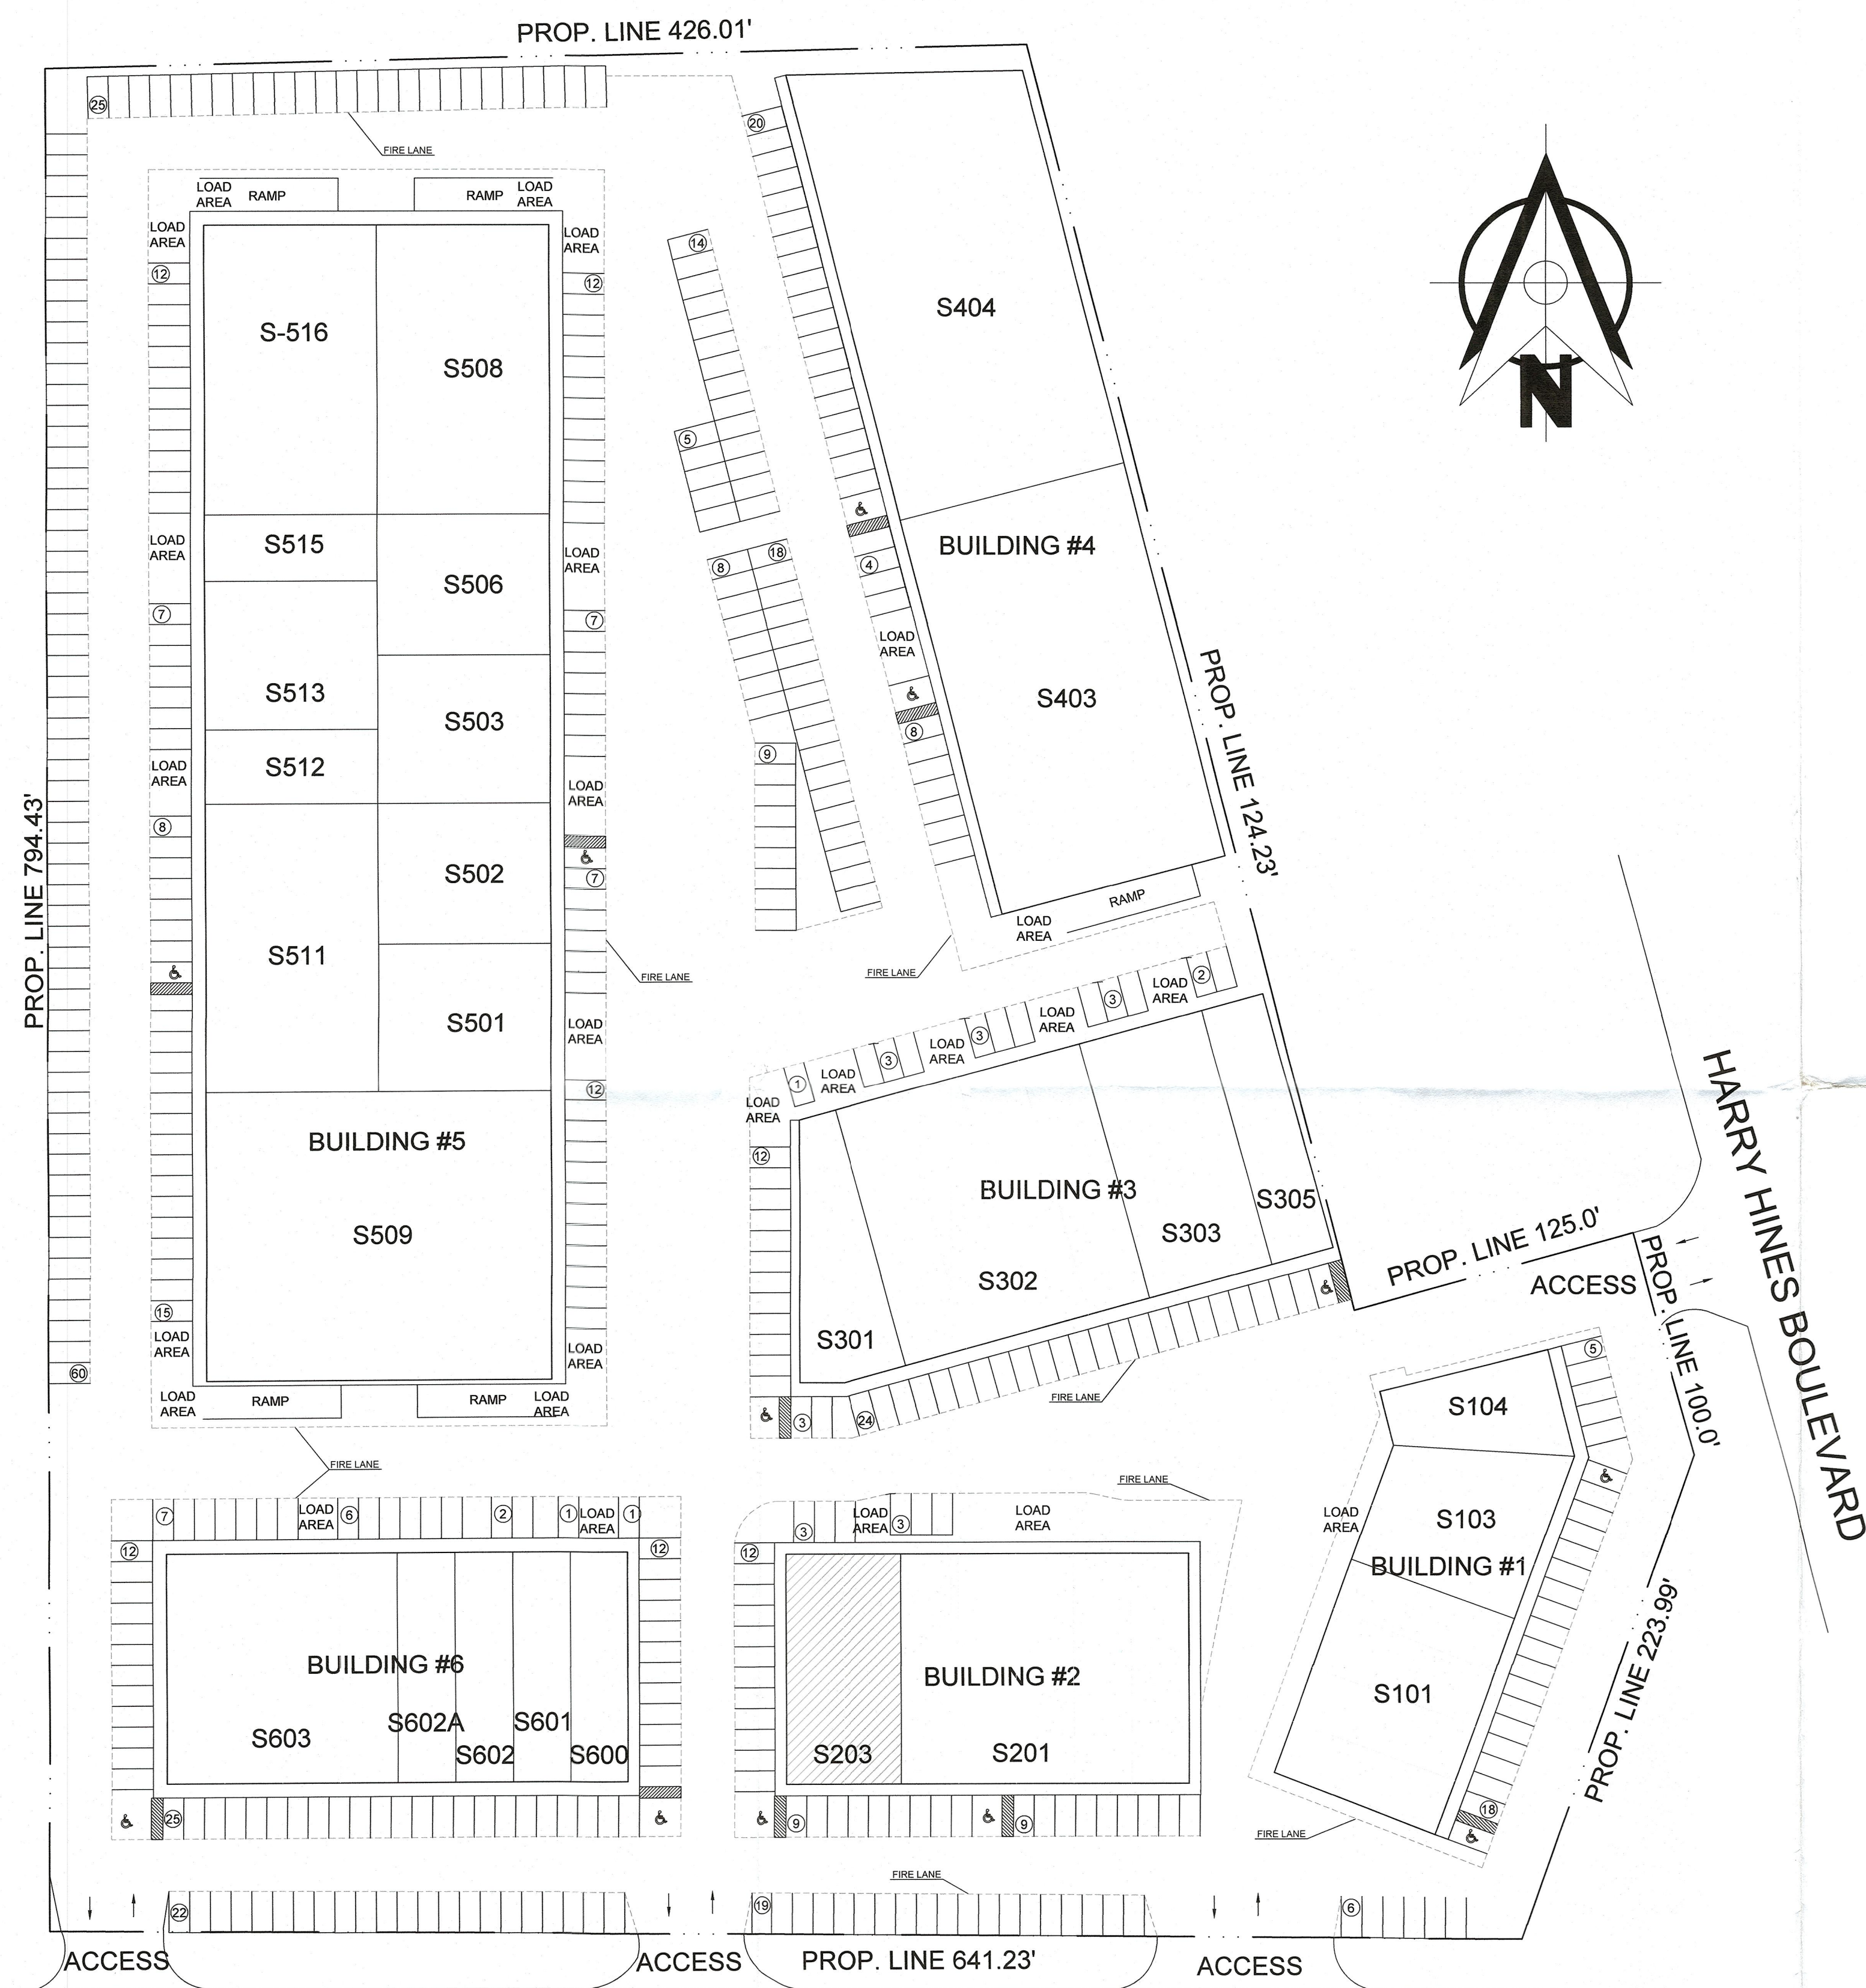 PROP. LINE 426.01'
25
FIRE LANE
20
LOAD
AREA
RAMP
RAMP
LOAD
AREA
LOAD
AREA
LOAD
AREA
12
12
14
S-516
S508
S404
5
N
S515
LOAD
AREA
LOAD
AREA
S506
8
18
4
BUILDING #4
7
7
LOAD
AREA
S513
S503
S403
8
9
S512
LOAD
AREA
LOAD
AREA
PROP. LINE 124.23'
8
7
S502
PROP. LINE 794.43'
S511
RAMP
LOAD
AREA
FIRE LANE
FIRE LANE
S501
LOAD
AREA
2
LOAD
AREA
3
LOAD
AREA
3
LOAD
AREA
3
LOAD
AREA
1
LOAD
AREA
12
12
BUILDING #5
BUILDING #3
S509
S305
S303
S302
S301
HARRY HINES BOULEVARD
PROP. LINE 125.0'
ACCESS
PROP. LINE 100.0'
15
LOAD
AREA
LOAD
AREA
60
LOAD
AREA
RAMP
RAMP
LOAD
AREA
3
24
FIRE LANE
5
S104
FIRE LANE
FIRE LANE
7
LOAD
AREA
6
2
1
LOAD
AREA
1
3
LOAD
AREA
3
LOAD
AREA
LOAD
AREA
S103
BUILDING #1
12
12
12
BUILDING #6
BUILDING #2
S101
PROP. LINE 223.99'
S603
S602A
S602
S601
S600
S203
S201
25
9
9
18
FIRE LANE
FIRE LANE
22
19
6
ACCESS
ACCESS
PROP. LINE 641.23'
ACCESS